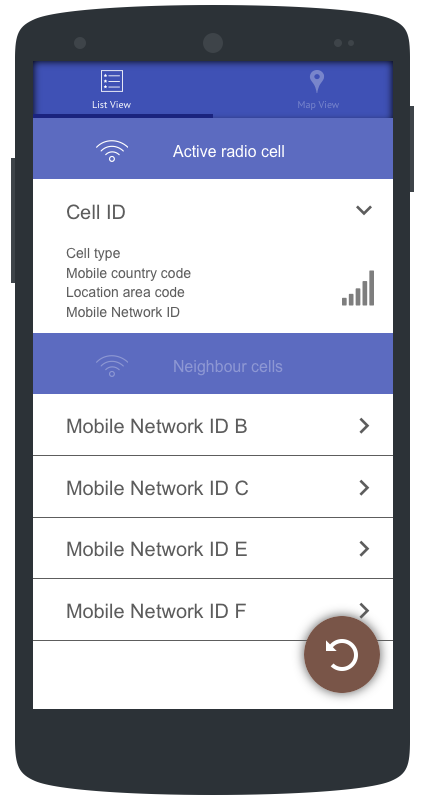 List View
Map View
Active radio cell
Cell ID
Cell type
Mobile country code
Location area code
Mobile Network ID
Neighbour cells
Mobile Network ID B
Mobile Network ID C
Mobile Network ID E
Mobile Network ID F